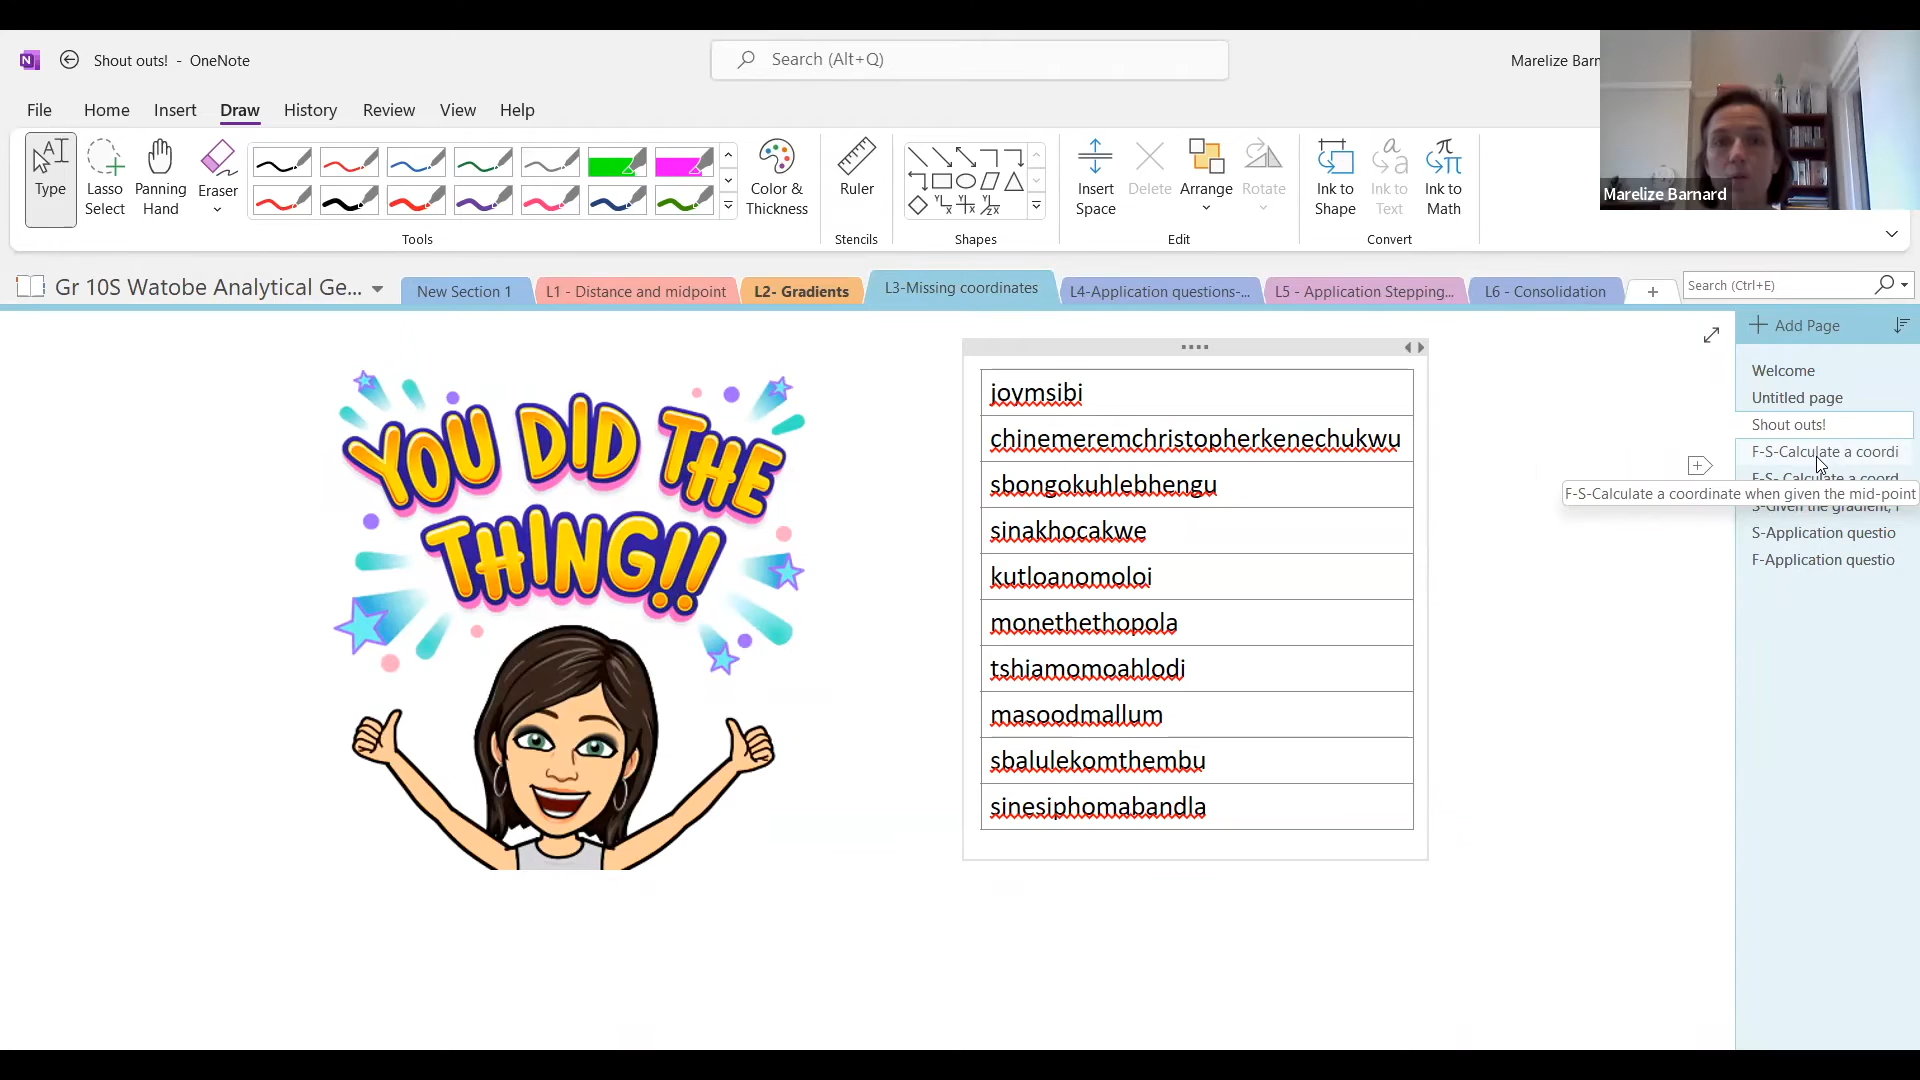 Shout outs! - OneNote
Search (Alt+Q)
Marelize Barn
Marelize Barnard
File Home Insert Draw History Review View Help
Type
Lasso Select
Panning Hand
Eraser
Color & Thickness
Ruler
Insert Space
Delete
Arrange
Rotate
Ink to Shape
Ink to Text
Ink to Math
Tools
Stencils
Shapes
Edit
Convert
Gr 10S Watobe Analytical Ge...
New Section 1
L1 - Distance and midpoint
L2- Gradients
L3-Missing coordinates
L4-Application questions-...
L5 - Application Stepping...
L6 - Consolidation
Search (Ctrl+E)
Add Page
Welcome
Untitled page
Shout outs!
F-S-Calculate a coordi
F-S-Calculate a coordinate when given the mid-point
S-Application questio
F-Application questio
YOU DID THE
THING!!
joymsibi
chinemeremchristopherkenechukwu
sbongokuhlebhengu
sinakhocakwe
kutloanomoloi
monethethopola
tshiamomoahlodi
masoodmallum
sbalulekomthembu
sinesiphomabandla